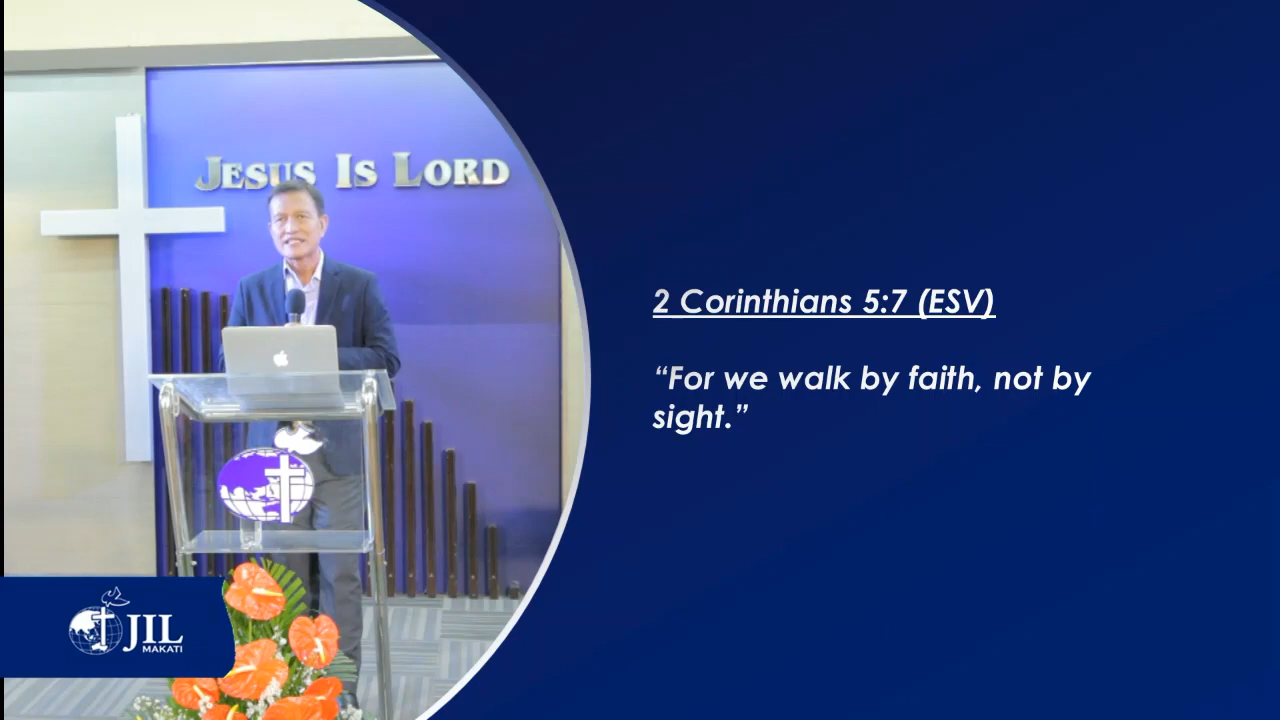 JESUS IS LORD
2 Corinthians 5:7 (ESV)
“For we walk by faith, not by
sight.”
JIL
MAKATI